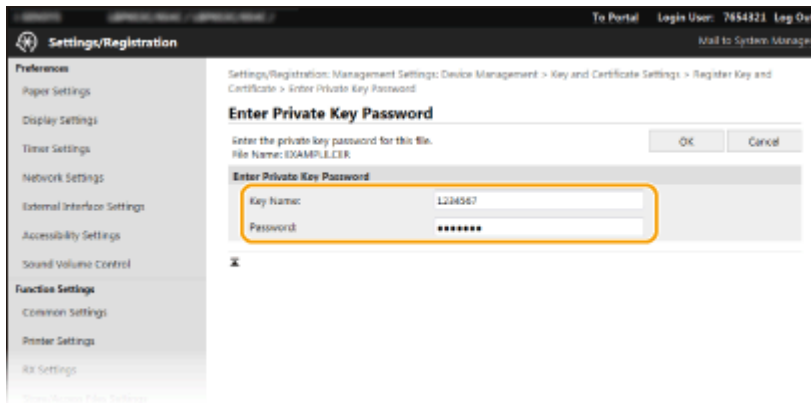 To Portal Login User: 7654321 Log Ou
Settings/Registration
Mail to System Manage
Preferences
Paper Settings
Display Settings
Timer Settings
Network Settings
External Interface Settings
Accessibility Settings
Sound Volume Control
Function Settings
Common Settings
Printer Settings
RX Settings
Settings/Registration: Management Settings: Device Management > Key and Certificate Settings > Register Key and
Certificate > Enter Private Key Password
Enter Private Key Password
Enter the private key password for this file.
File Name: EXAMPLE.CER
OK Cancel
Enter Private Key Password
Key Name: 1234567
Password: •••••••